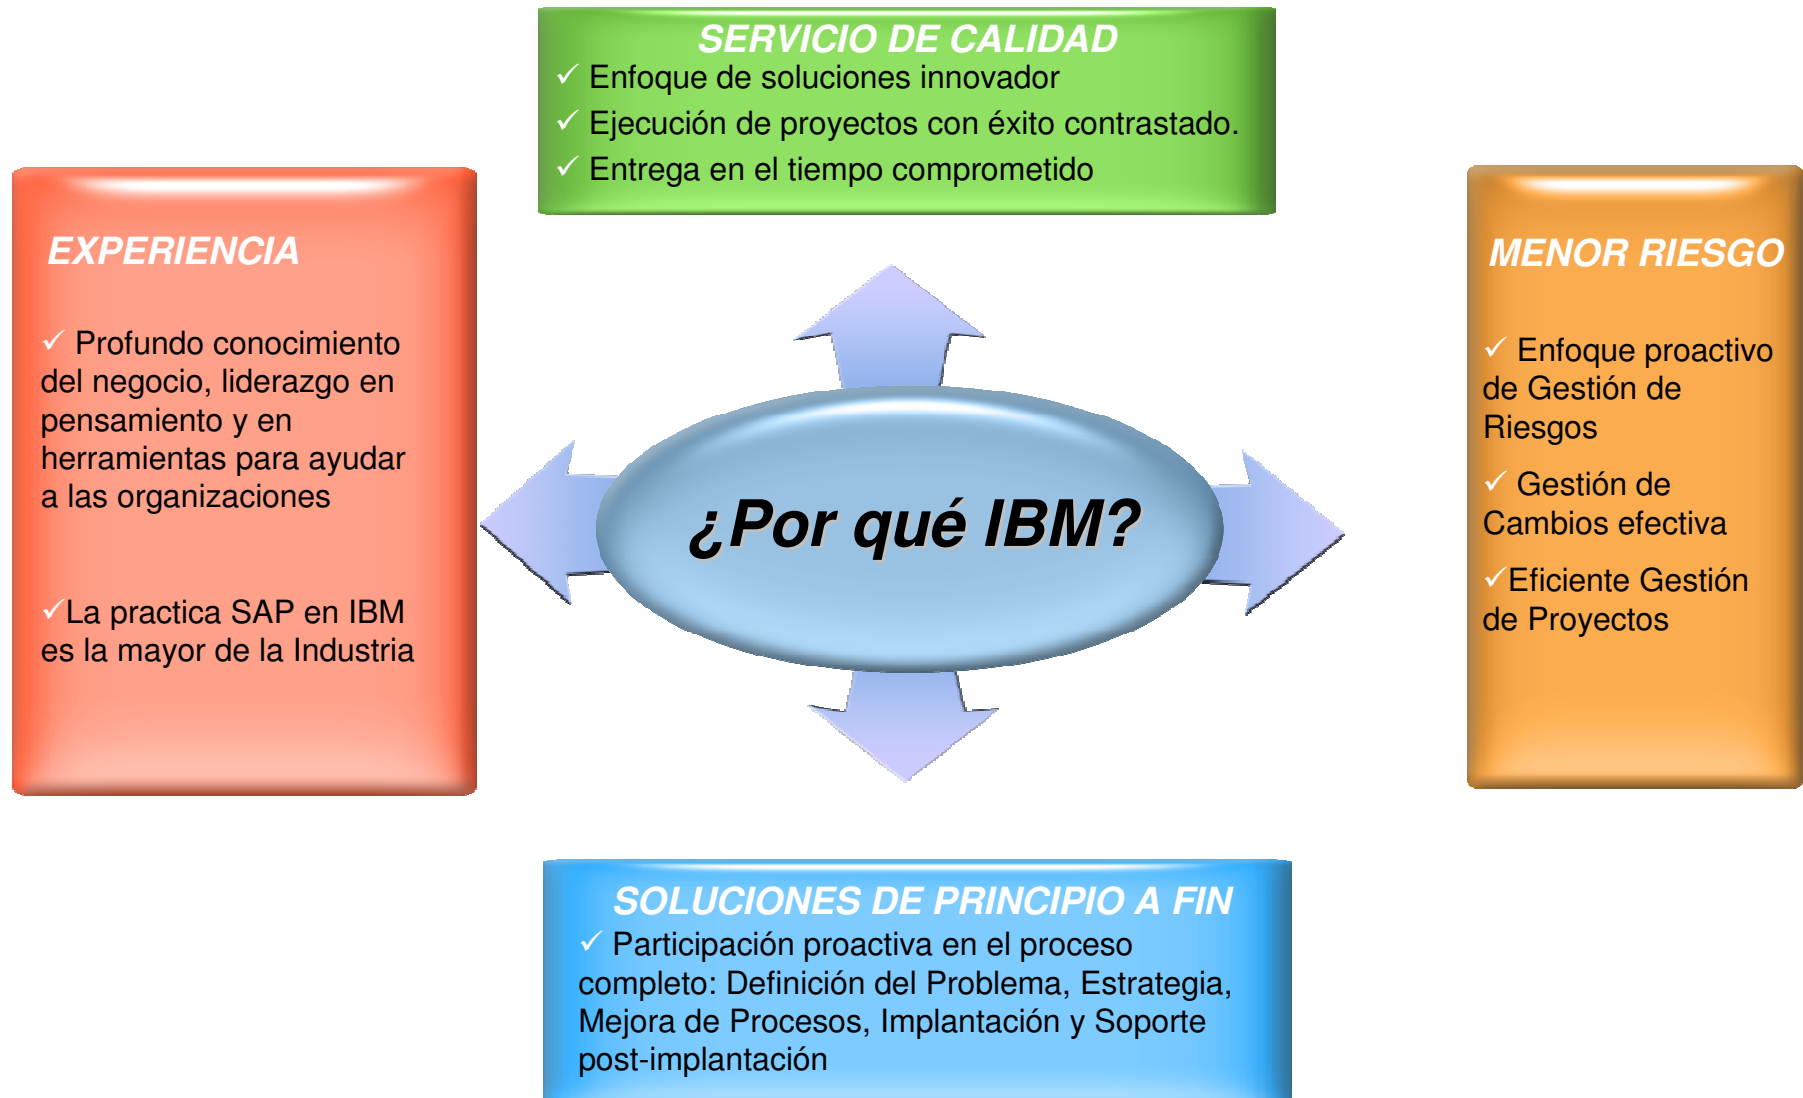 SERVICIO DE CALIDAD
✓ Enfoque de soluciones innovador
✓ Ejecución de proyectos con éxito contrastado.
✓ Entrega en el tiempo comprometido
EXPERIENCIA
✓ Profundo conocimiento
del negocio, liderazgo en
pensamiento y en
herramientas para ayudar
a las organizaciones
✓La practica SAP en IBM
es la mayor de la Industria
¿Por qué IBM?
MENOR RIESGO
✓ Enfoque proactivo
de Gestión de
Riesgos
✓ Gestión de
Cambios efectiva
✓Eficiente Gestión
de Proyectos
SOLUCIONES DE PRINCIPIO A FIN
✓ Participación proactiva en el proceso
completo: Definición del Problema, Estrategia,
Mejora de Procesos, Implantación y Soporte
post-implantación